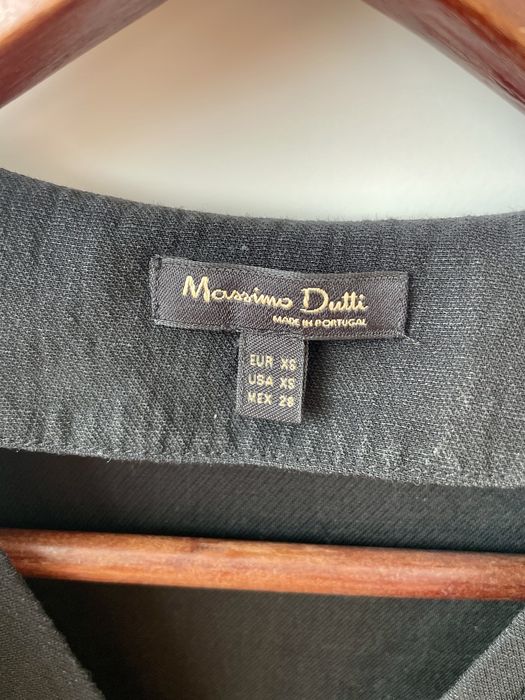 Massimo Dutti
MADE IN PORTUGAL
EUR XS
USA XS
MEX 26